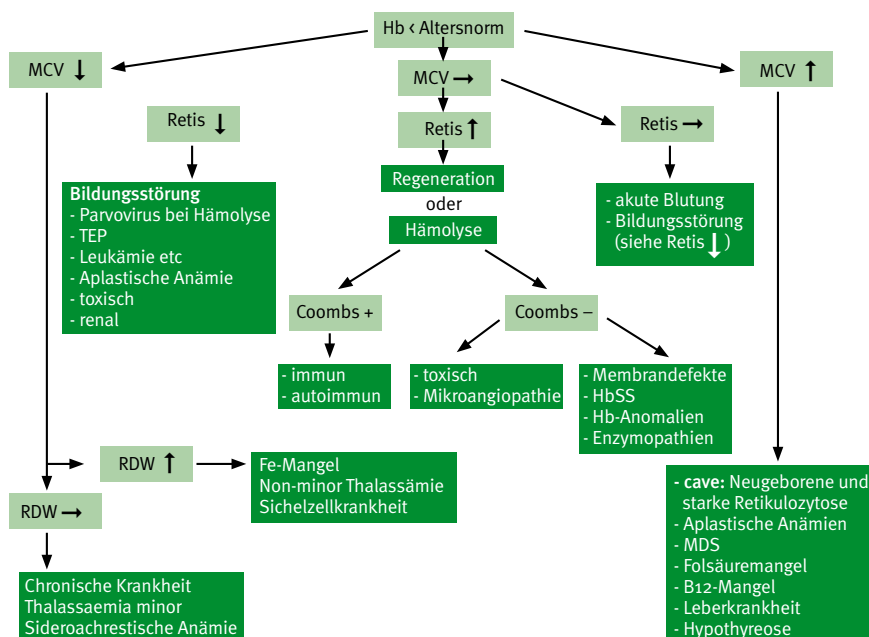 Hb < Altersnorm
MCV ↓
MCV →
MCV ↑
Retis ↓
Retis ↑
Retis →
Bildungsstörung
- Parvovirus bei Hämolyse
- TEP
- Leukämie etc
- Aplastische Anämie
- toxisch
- renal
Regeneration
oder
Hämolyse
- akute Blutung
- Bildungsstörung
(siehe Retis ↓)
Coombs +
Coombs –
- immun
- autoimmun
- toxisch
- Mikroangiopathie
- Membrandefekte
- HbSS
- Hb-Anomalien
- Enzymopathien
RDW ↑
Fe-Mangel
Non-minor Thalassämie
Sichelzellkrankheit
RDW →
Chronische Krankheit
Thalassaemia minor
Sideroachrestische Anämie
- cave: Neugeborene und
starke Retikulozytose
- Aplastische Anämien
- MDS
- Folsäuremangel
- B12-Mangel
- Leberkrankheit
- Hypothyreose